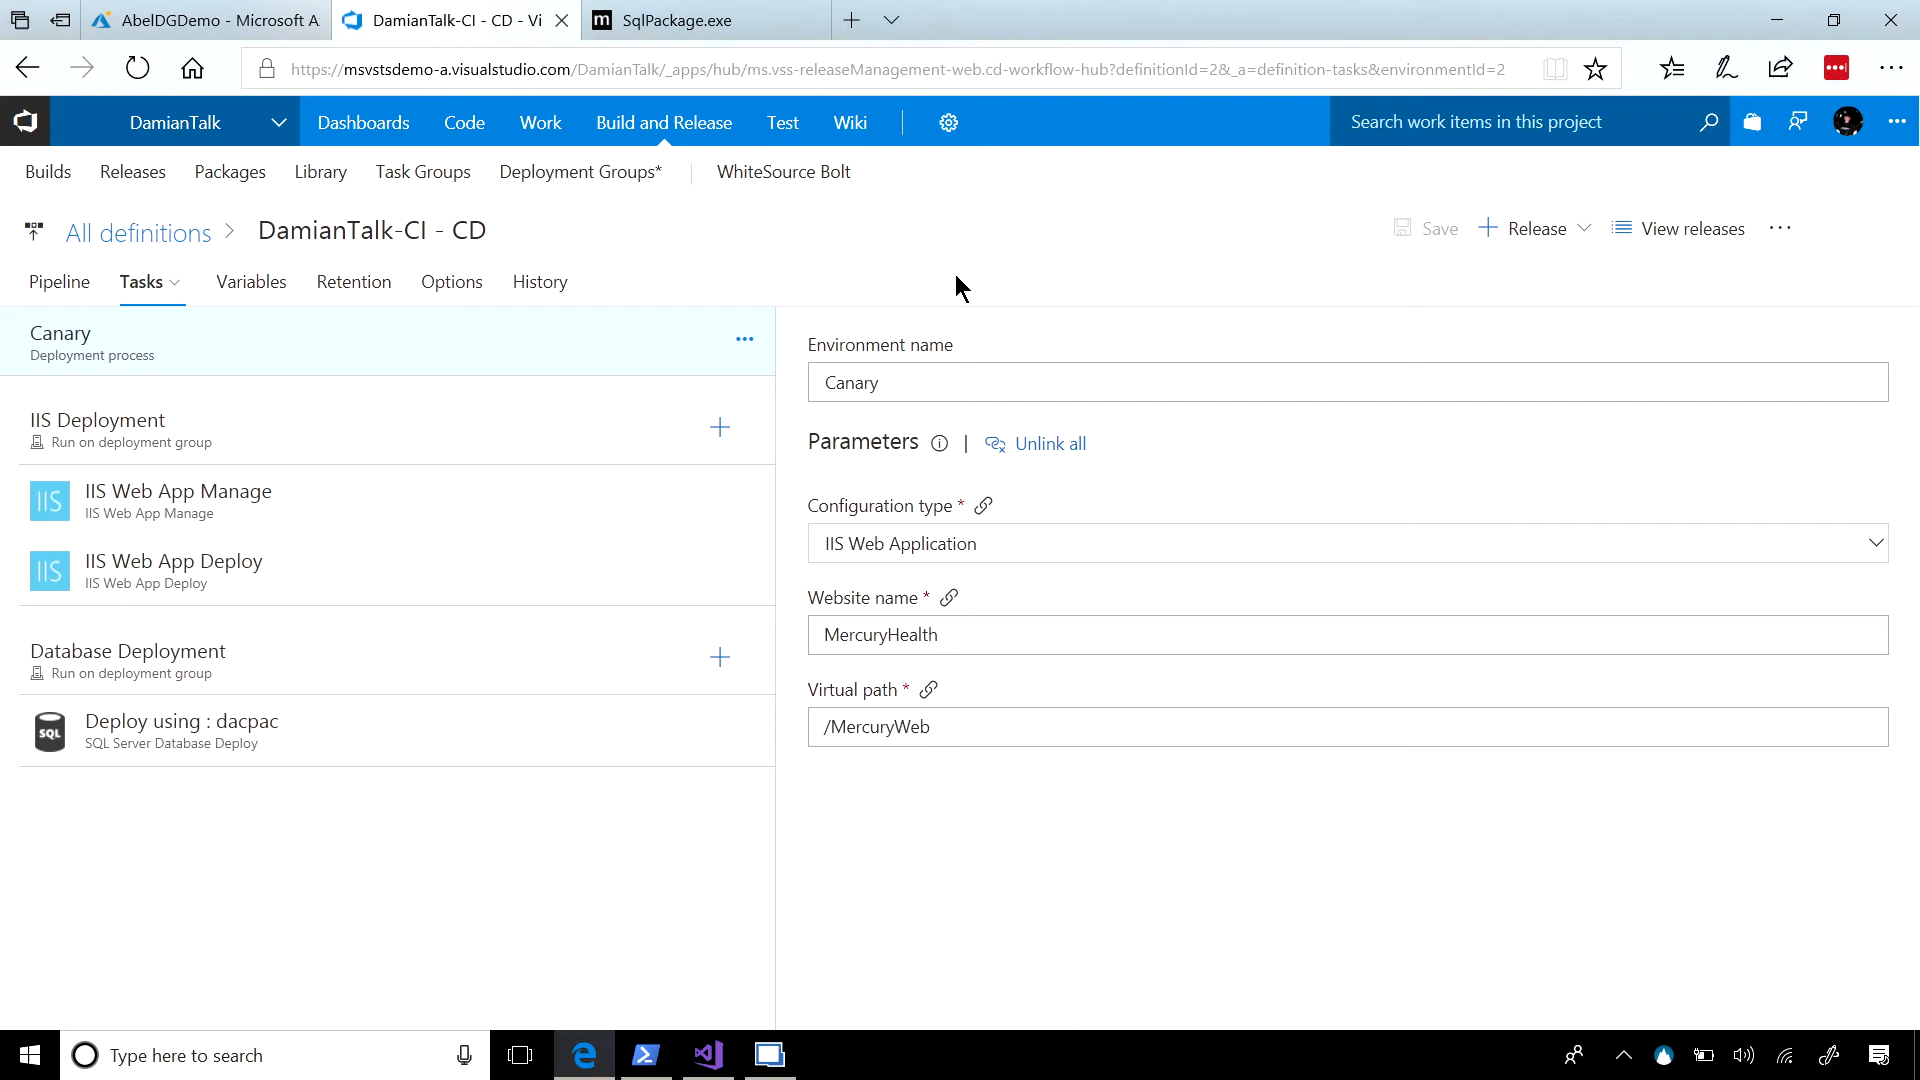 AbelDGDemo - Microsoft A
DamianTalk-CI - CD - Vi
m SqlPackage.exe
https://msvstsdemo-a.visualstudio.com/DamianTalk/_apps/hub/ms.vss-releaseManagement-web.cd-workflow-hub?definitionId=2&_a=definition-tasks&environmentId=2
DamianTalk
Dashboards
Code
Work
Build and Release
Test
Wiki
Search work items in this project
Builds
Releases
Packages
Library
Task Groups
Deployment Groups*
WhiteSource Bolt
All definitions > DamianTalk-CI - CD
Save
Release
View releases
Pipeline
Tasks
Variables
Retention
Options
History
Canary
Deployment process
IIS Deployment
Run on deployment group
IIS
IIS Web App Manage
IIS Web App Manage
IIS
IIS Web App Deploy
IIS Web App Deploy
Database Deployment
Run on deployment group
SQL
Deploy using : dacpac
SQL Server Database Deploy
Environment name
Canary
Parameters | Unlink all
Configuration type *
IIS Web Application
Website name *
MercuryHealth
Virtual path *
/MercuryWeb
Type here to search